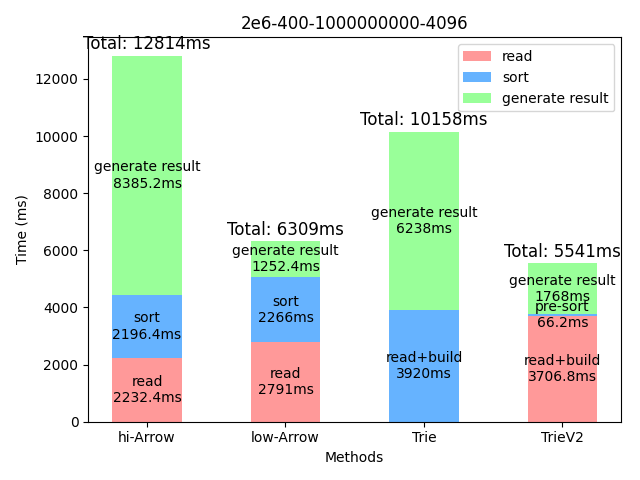 2e6-400-1000000000-4096
Total: 12814ms
read
sort
generate result
12000
Total: 10158ms
10000
generate result
8385.2ms
8000
generate result
6238ms
Total: 6309ms
Time (ms)
6000
generate result
1252.4ms
Total: 5541ms
generate result
1768ms
pre-sort
66.2ms
4000
sort
2196.4ms
sort
2266ms
read+build
3920ms
read+build
3706.8ms
2000
read
2232.4ms
read
2791ms
0
hi-Arrow
low-Arrow
Trie
TrieV2
Methods